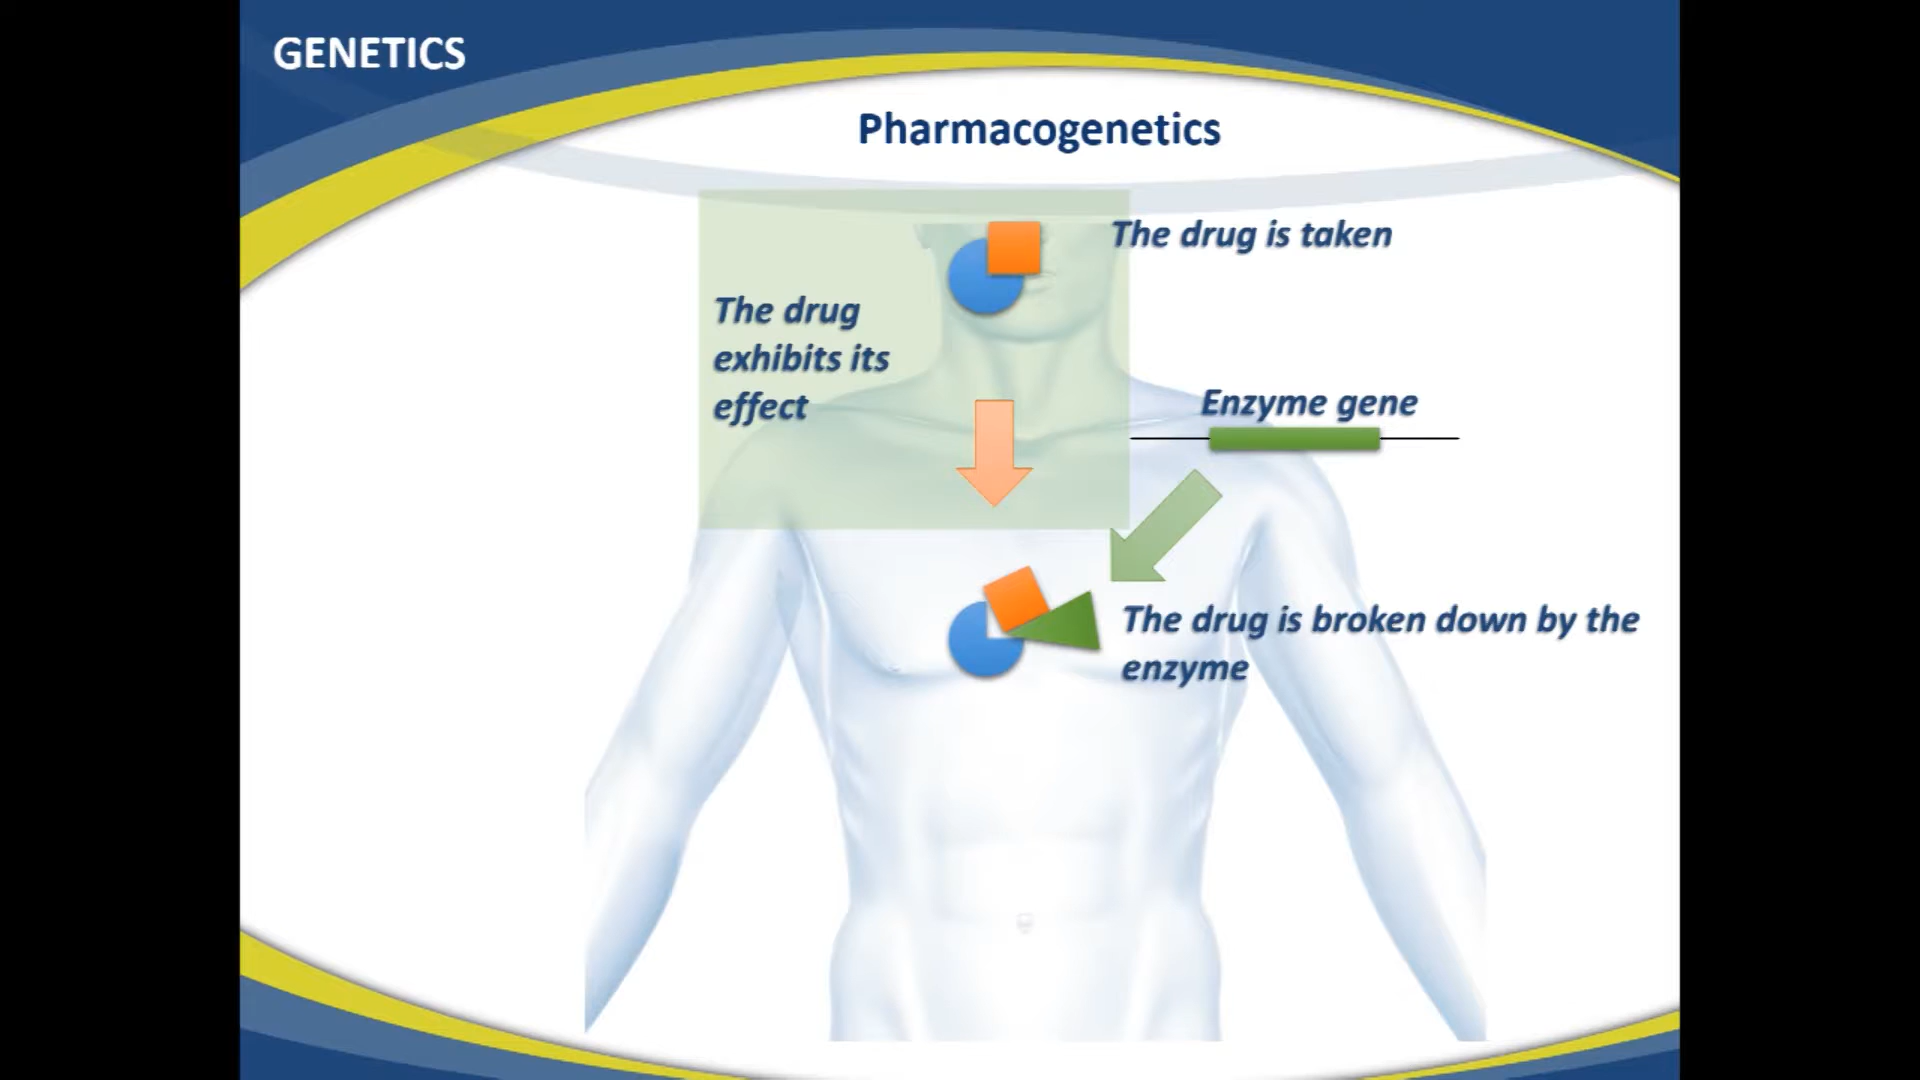 GENETICS
Pharmacogenetics
The drug is taken
The drug
exhibits its
effect
Enzyme gene
The drug is broken down by the
enzyme